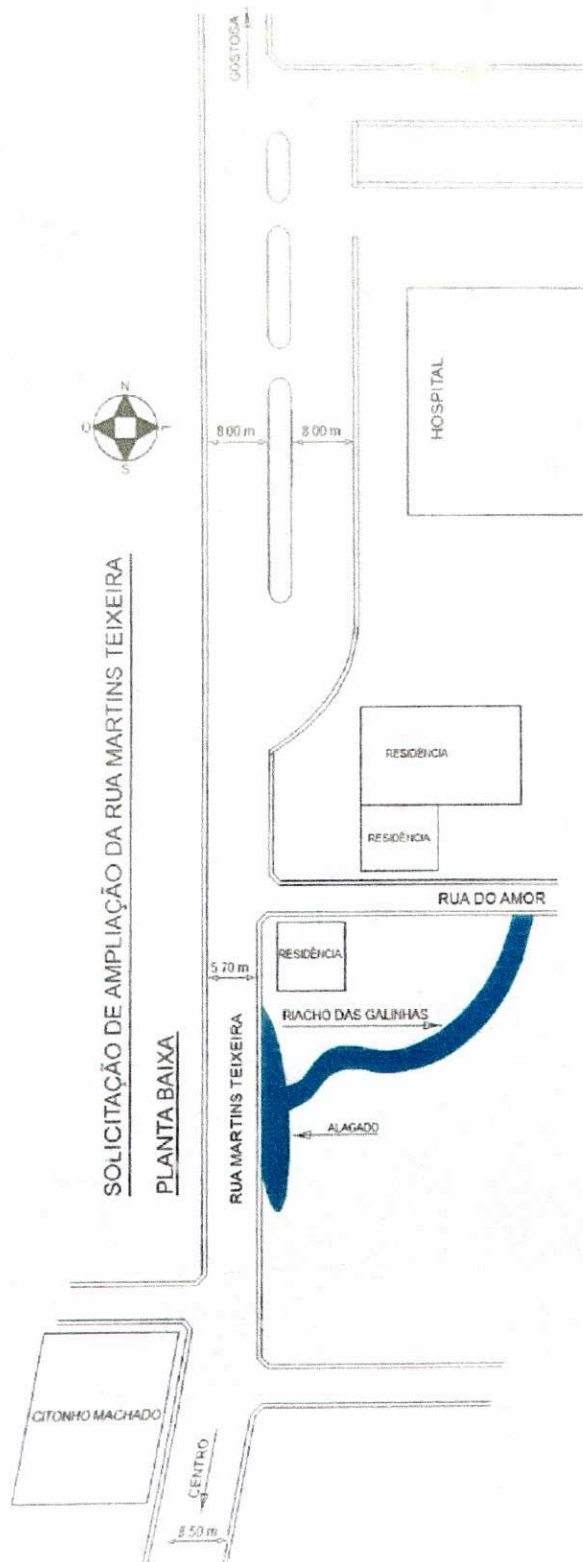 GOSTOSA
N
O
E
S
8.00 m
8.00 m
HOSPITAL
SOLICITAÇÃO DE AMPLIAÇÃO DA RUA MARTINS TEIXEIRA
PLANTA BAIXA
RESIDÊNCIA
RESIDÊNCIA
RUA DO AMOR
5.70 m
RESIDÊNCIA
RIACHO DAS GALINHAS
RUA MARTINS TEIXEIRA
ALAGADO
CITONHO MACHADO
CENTRO
8.50 m